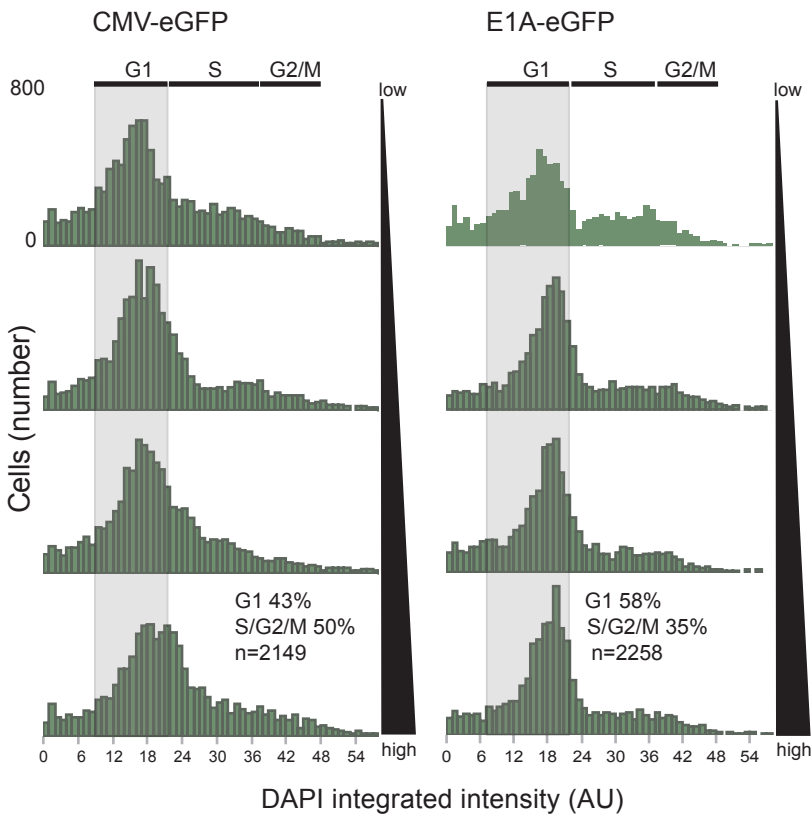 CMV-eGFP
E1A-eGFP
G1 S G2/M
G1 S G2/M
800
low
low
0
Cells (number)
G1 43%
S/G2/M 50%
n=2149
G1 58%
S/G2/M 35%
n=2258
high
high
0 6 12 18 24 30 36 42 48 54
0 6 12 18 24 30 36 42 54
DAPI integrated intensity (AU)